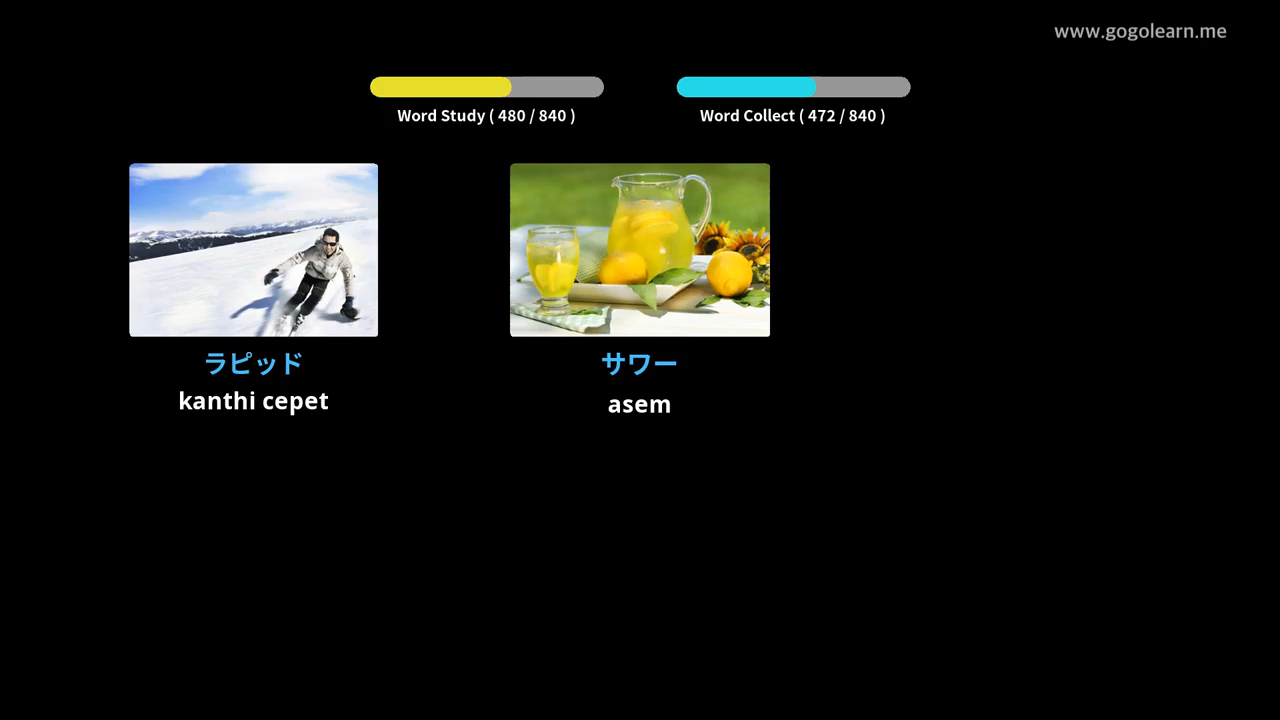 www.gogolearn.me
Word Study ( 480 / 840 )
Word Collect ( 472 / 840 )
ラピッド
kanthi cepet
サワー
asem